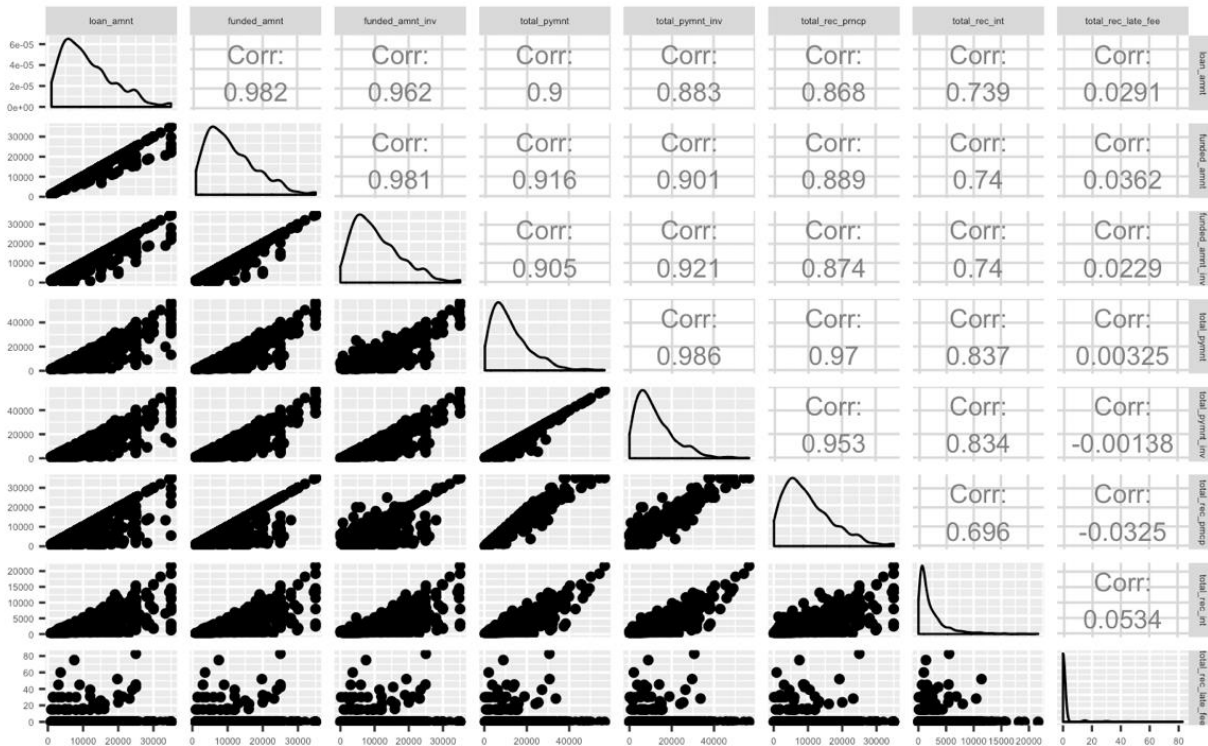 loan_amnt funded_amnt funded_amnt_inv total_pymnt total_pymnt_inv total_rec_prncp total_rec_int total_rec_late_fee
6e-05
4e-05
2e-05
0e+00
Corr: Corr: Corr: Corr: Corr: Corr: Corr:
0.982 0.962 0.9 0.883 0.868 0.739 0.0291
loan_amnt
30000
20000
10000
0
Corr: Corr: Corr: Corr: Corr: Corr:
0.981 0.916 0.901 0.889 0.74 0.0362
funded_amnt
30000
20000
10000
0
Corr: Corr: Corr: Corr: Corr:
0.905 0.921 0.874 0.74 0.0229
funded_amnt_inv
40000
20000
0
Corr: Corr: Corr: Corr:
0.986 0.97 0.837 0.00325
total_pymnt
40000
20000
0
Corr: Corr: Corr:
0.953 0.834 -0.00138
total_pymnt_inv
30000
20000
10000
0
Corr: Corr:
0.696 -0.0325
total_rec_prncp
20000
15000
10000
5000
0
Corr:
0.0534
total_rec_int
80
60
40
20
0
total_rec_late_fee
0 10000 20000 30000 0 10000 20000 30000 0 10000 20000 30000 0 20000 40000 0 20000 40000 0 10000 20000 30000 0 5000 10000 15000 20000 0 20 40 60 80